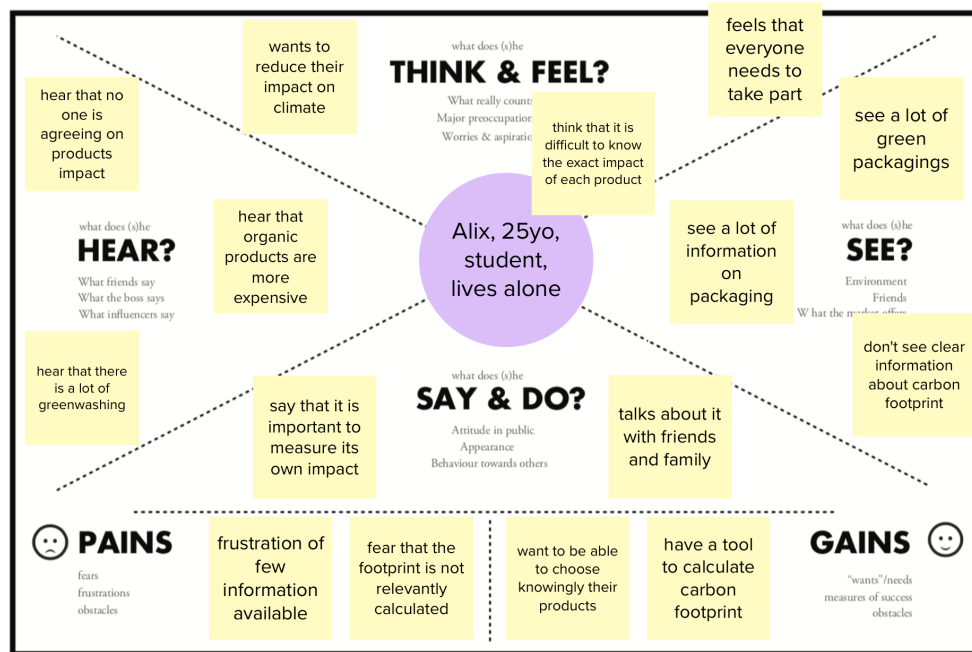 what does (s)he
THINK & FEEL?
What really counts
Major preoccupation
Worries & aspiratio
wants to
reduce their
impact on
climate
think that it is
difficult to know
the exact impact
of each product
feels that
everyone
needs to
take part
hear that no
one is
agreeing on
products
impact
what does (s)he
HEAR?
What friends say
What the boss says
What influencers say
hear that
organic
products are
more
expensive
hear that there
is a lot of
greenwashing
Alix, 25yo,
student,
lives alone
see a lot of
green
packagings
see a lot of
information
on
packaging
what does (s)he
SEE?
Environment
Friends
W hat the market offers
don't see clear
information
about carbon
footprint
what does (s)he
SAY & DO?
Attitude in public
Appearance
Behaviour towards others
say that it is
important to
measure its
own impact
talks about it
with friends
and family
PAINS
fears
frustrations
obstacles
frustration of
few
information
available
fear that the
footprint is not
relevantly
calculated
want to be able
to choose
knowingly their
products
have a tool
to calculate
carbon
footprint
GAINS
"wants"/needs
measures of success
obstacles